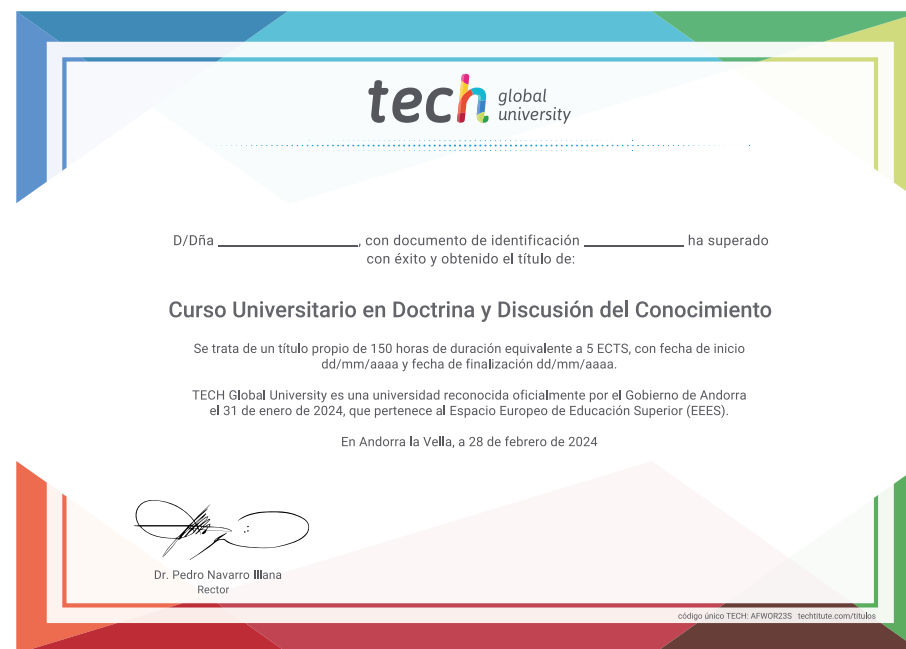 tech global university
D/Dña ____________________, con documento de identificación ______________ ha superado
con éxito y obtenido el título de:
Curso Universitario en Doctrina y Discusión del Conocimiento
Se trata de un título propio de 150 horas de duración equivalente a 5 ECTS, con fecha de inicio
dd/mm/aaaa y fecha de finalización dd/mm/aaaa.
TECH Global University es una universidad reconocida oficialmente por el Gobierno de Andorra
el 31 de enero de 2024, que pertenece al Espacio Europeo de Educación Superior (EEES).
En Andorra la Vella, a 28 de febrero de 2024
Dr. Pedro Navarro Illana
Rector
código único TECH: AFWOR23S techtitute.com/titulos